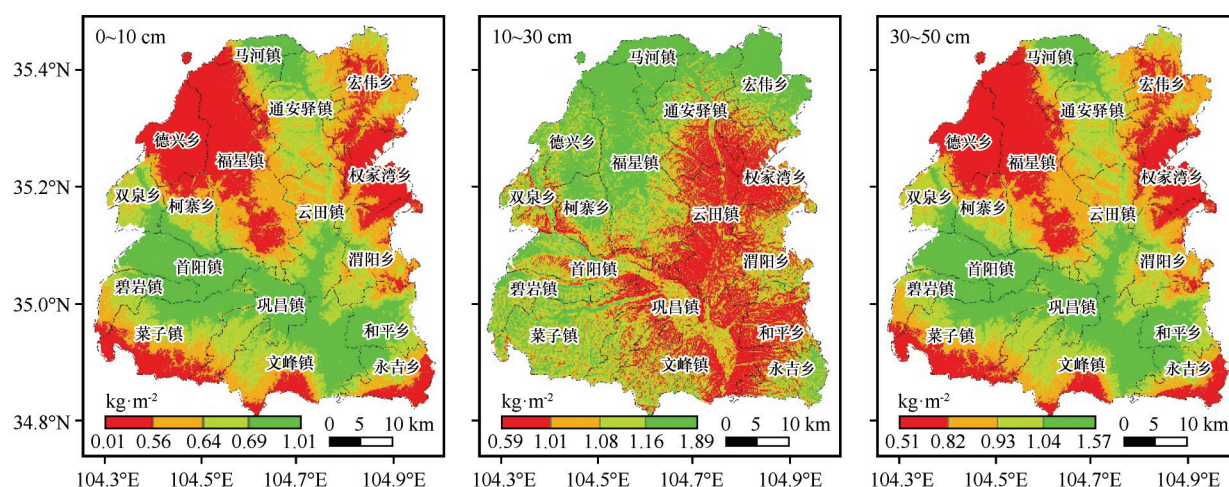 0~10 cm
35.4°N
35.2°N
35.0°N
34.8°N
马河镇
宏伟乡
通安驿镇
德兴乡
福星镇
权家湾乡
双泉乡
柯寨乡
云田镇
首阳镇
渭阳乡
碧岩镇
巩昌镇
菜子镇
和平乡
文峰镇
永吉乡
kg·m⁻²
0.01 0.56 0.64 0.69 1.01
0 5 10 km
104.3°E 104.5°E 104.7°E 104.9°E
10~30 cm
马河镇
宏伟乡
通安驿镇
德兴乡
福星镇
权家湾乡
双泉乡
柯寨乡
云田镇
首阳镇
渭阳乡
碧岩镇
巩昌镇
菜子镇
和平乡
文峰镇
永吉乡
kg·m⁻²
0.59 1.01 1.08 1.16 1.89
0 5 10 km
104.3°E 104.5°E 104.7°E 104.9°E
30~50 cm
马河镇
宏伟乡
通安驿镇
德兴乡
福星镇
权家湾乡
双泉乡
柯寨乡
云田镇
首阳镇
渭阳乡
碧岩镇
巩昌镇
菜子镇
和平乡
文峰镇
永吉乡
kg·m⁻²
0.51 0.82 0.93 1.04 1.57
0 5 10 km
104.3°E 104.5°E 104.7°E 104.9°E